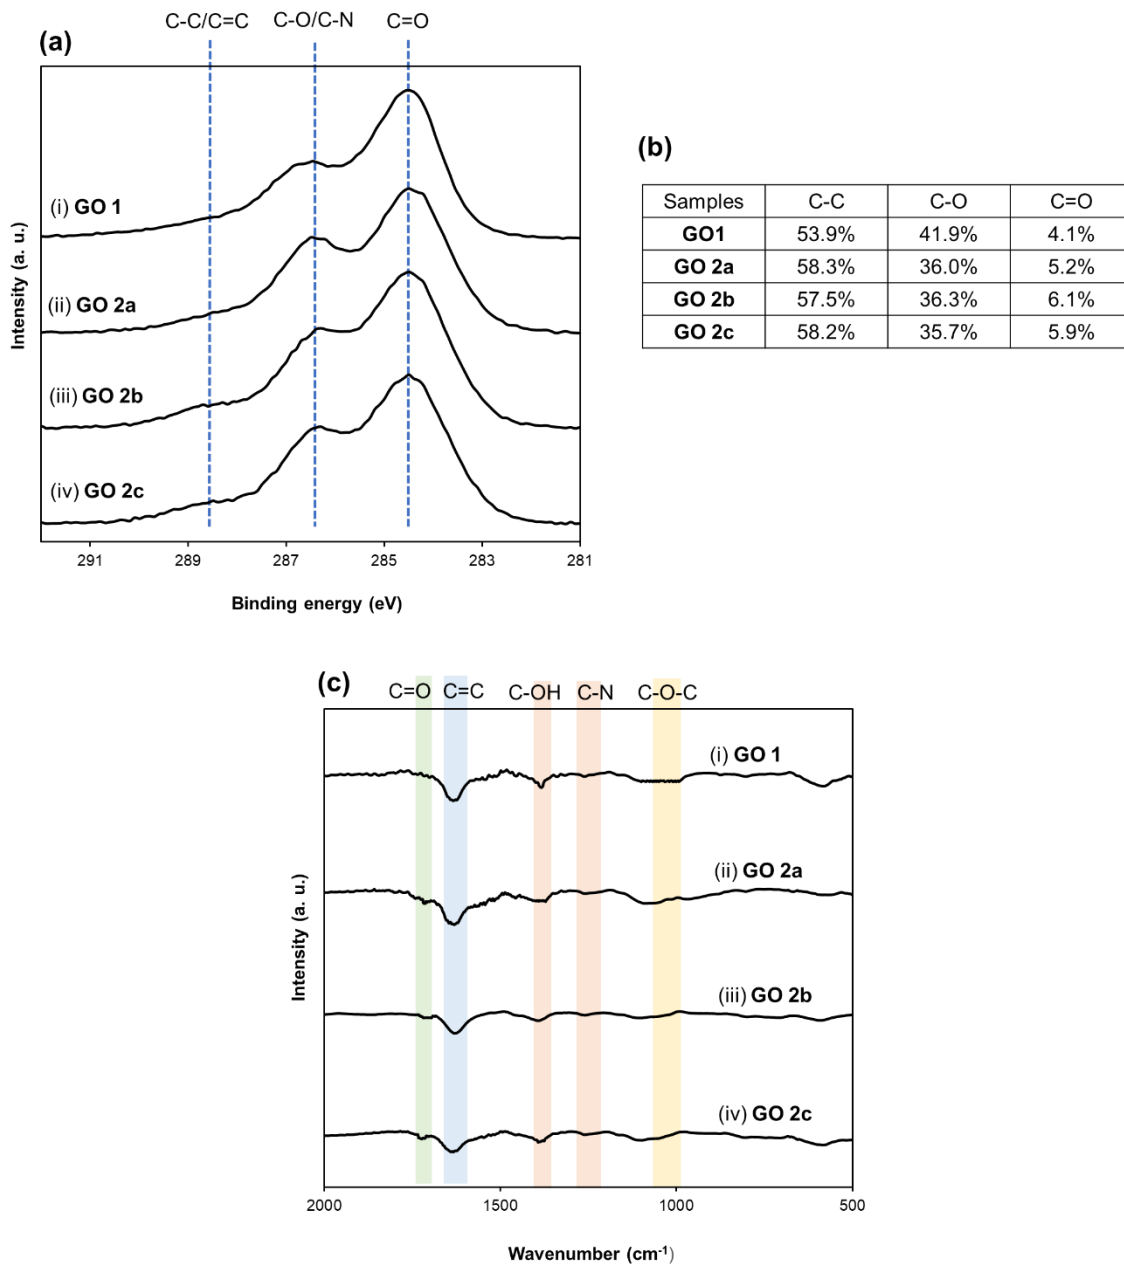 C-C/C=C C-O/C-N C=O
(a)
(i) GO 1
(ii) GO 2a
(iii) GO 2b
(iv) GO 2c
Intensity (a. u.)
291 289 287 285 283 281
Binding energy (eV)
(b)
Samples C-C C-O C=O
GO1 53.9% 41.9% 4.1%
GO 2a 58.3% 36.0% 5.2%
GO 2b 57.5% 36.3% 6.1%
GO 2c 58.2% 35.7% 5.9%
(c)
C=O C=C C-OH C-N C-O-C
(i) GO 1
(ii) GO 2a
(iii) GO 2b
(iv) GO 2c
Intensity (a. u.)
2000 1500 1000 500
Wavenumber (cm⁻¹)